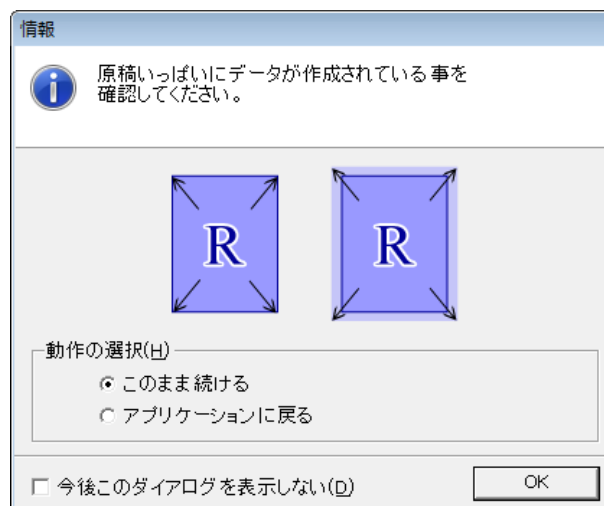 情報
原稿いっぱいにデータが作成されている事を
確認してください。
R R
動作の選択(H)
このまま続ける
アプリケーションに戻る
今後このダイアログを表示しない(D)
OK